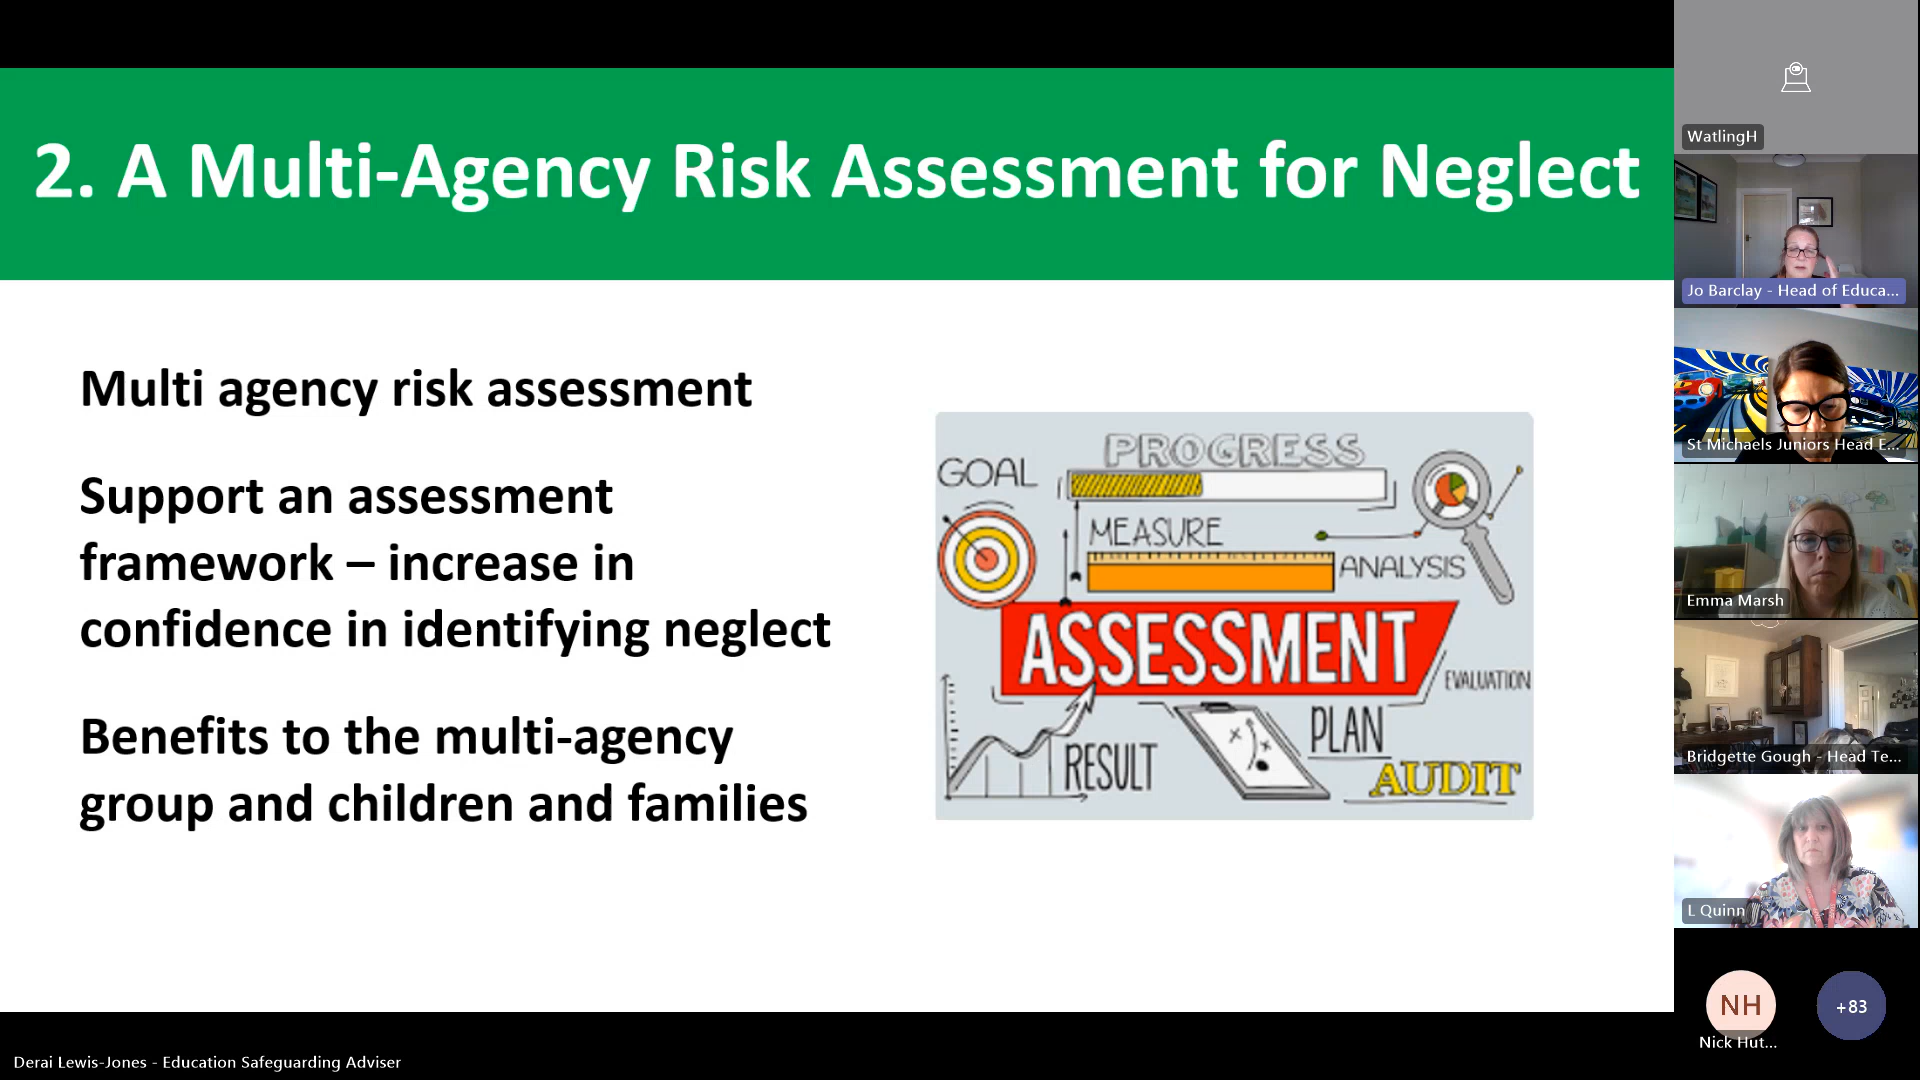 2. A Multi-Agency Risk Assessment for Neglect
Multi agency risk assessment
Support an assessment
framework – increase in
confidence in identifying neglect
Benefits to the multi-agency
group and children and families
PROGRESS
GOAL
MEASURE
ANALYSIS
ASSESSMENT
EVALUATION
PLAN
RESULT
AUDIT
WatlingH
Jo Barclay - Head of Educa...
St Michaels Juniors Head E...
Emma Marsh
Bridgette Gough - Head Te...
L Quinn
NH
+83
Nick Hut...
Derai Lewis-Jones - Education Safeguarding Adviser